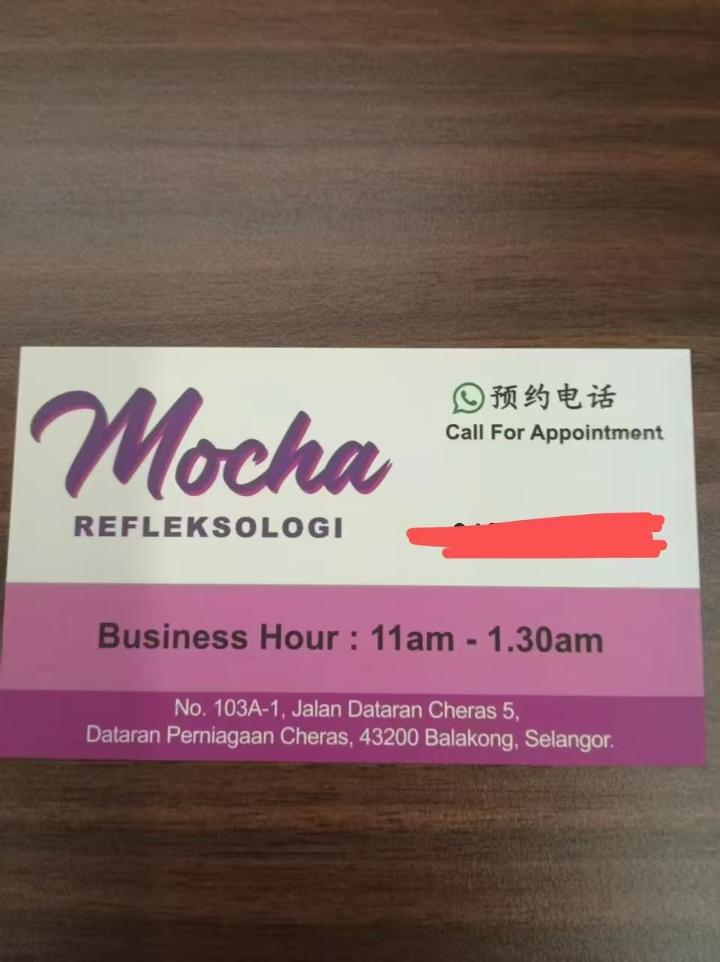 Mocha
REFLEKSOLOGI
预约电话
Call For Appointment
Business Hour : 11am - 1.30am
No. 103A-1, Jalan Dataran Cheras 5,
Dataran Perniagaan Cheras, 43200 Balakong, Selangor.